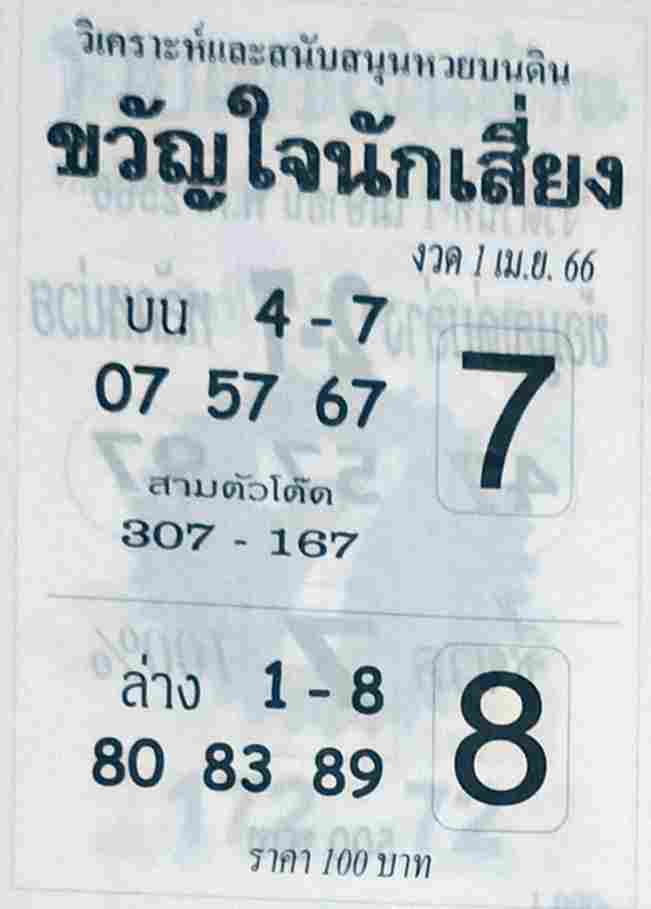 วิเคราะห์และสนับสนุนหวยบนดิน
ขวัญใจนักเสี่ยง
งวด 1 เม.ย. 66
บน 4 - 7
07 57 67
7
สามตัวโต๊ด
307 - 167
ล่าง 1 - 8
80 83 89
8
ราคา 100 บาท